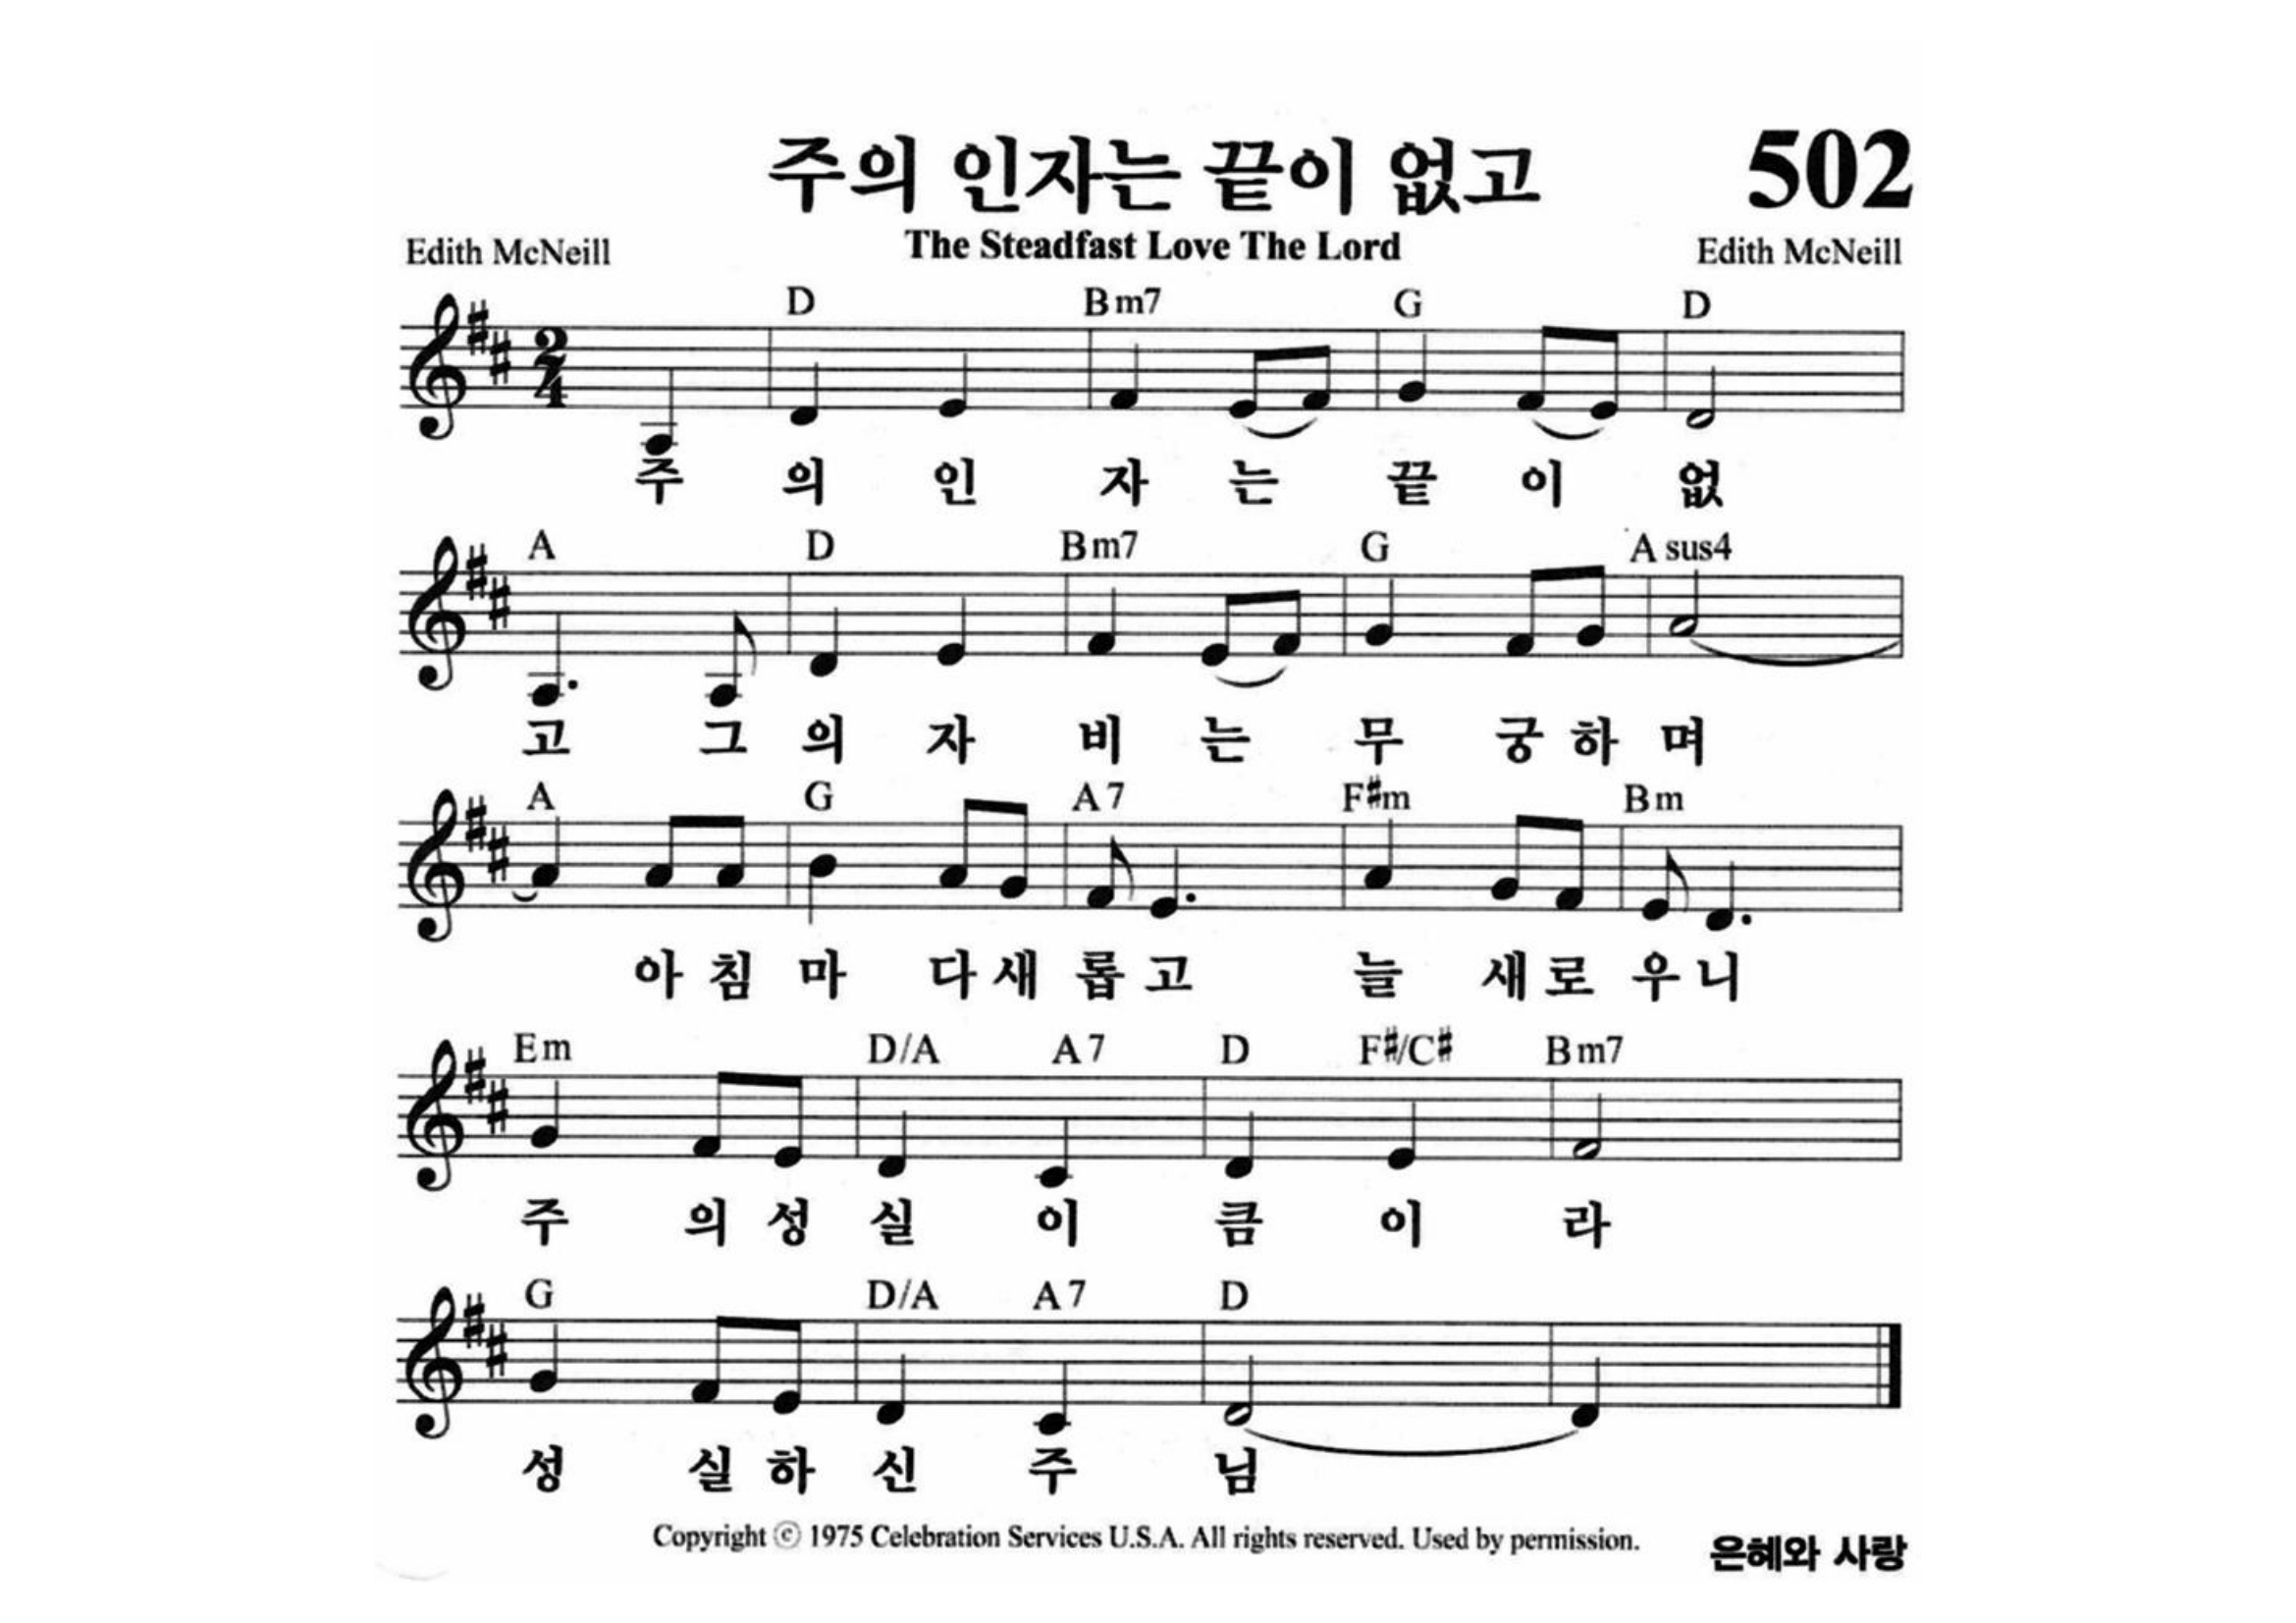 주의 인자는 끝이 없고 502
The Steadfast Love The Lord
Edith McNeill Edith McNeill
D Bm7 G D
2 4
주 의 인 자 는 끝 이 없
A D Bm7 G A sus4
고 그 의 자 비 는 무 궁 하 며
A G A7 F#m Bm
아 침 마 다 새 롭 고 늘 새 로 우 니
Em D/A A7 D F#/C# Bm7
주 의 성 실 이 큼 이 라
G D/A A7 D
성 실 하 신 주 님
Copyright © 1975 Celebration Services U.S.A. All rights reserved. Used by permission.
은혜와 사랑